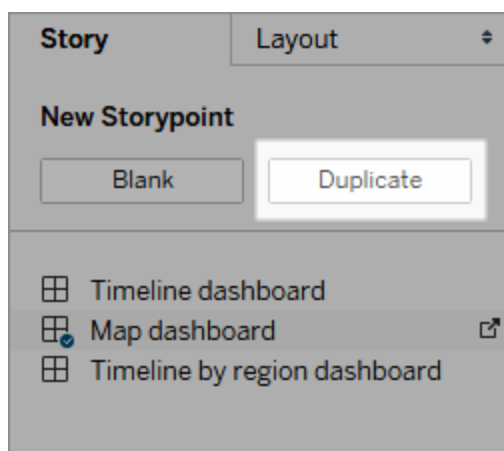 Story Layout
New Storypoint
Blank Duplicate
Timeline dashboard
Map dashboard
Timeline by region dashboard